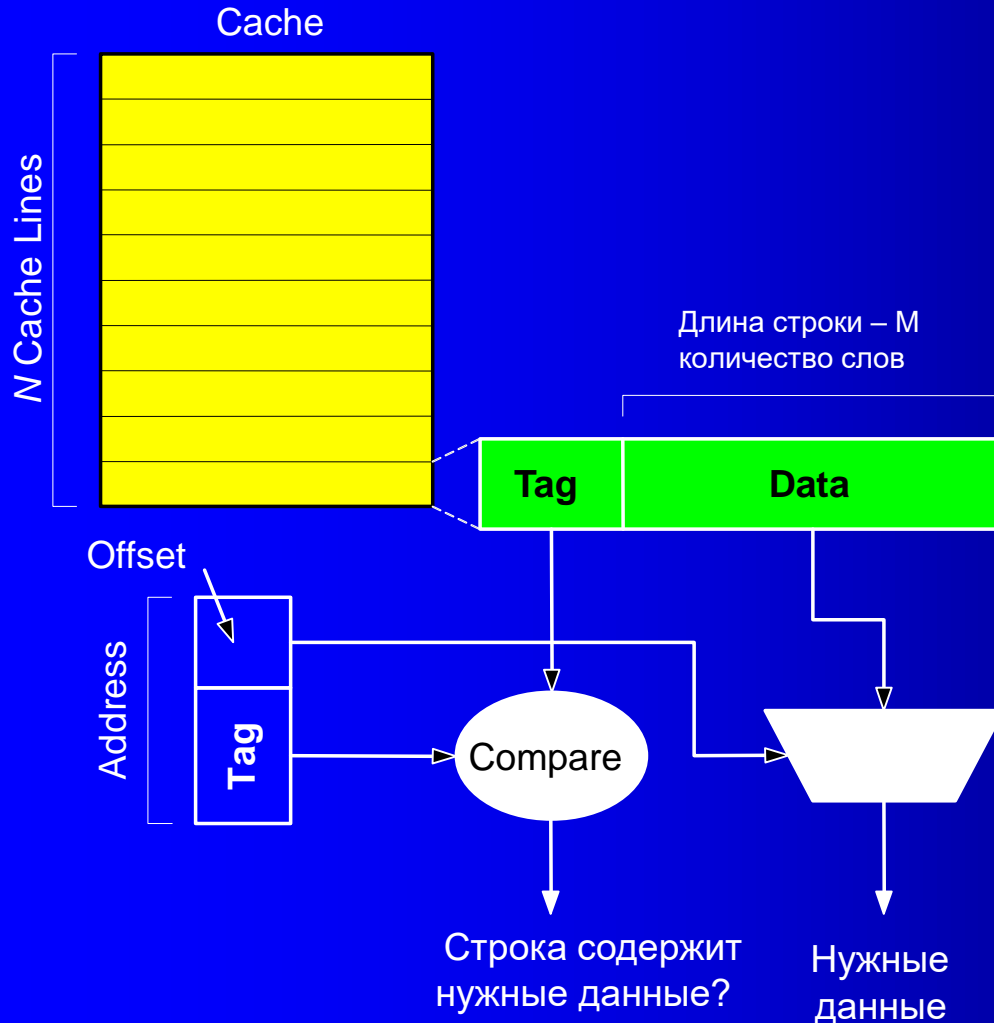 Cache
N Cache Lines
Длина строки – M
количество слов
Tag
Data
Offset
Address
Tag
Compare
Строка содержит
нужные данные?
Нужные
данные